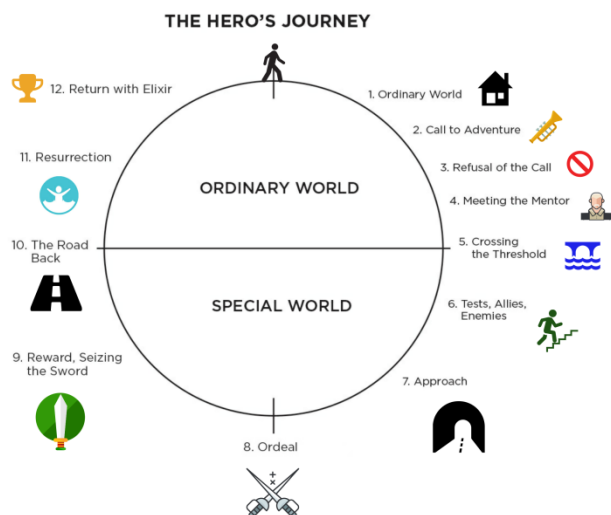 THE HERO'S JOURNEY
12. Return with Elixir
1. Ordinary World
2. Call to Adventure
3. Refusal of the Call
4. Meeting the Mentor
5. Crossing
the Threshold
6. Tests, Allies,
Enemies
7. Approach
8. Ordeal
9. Reward, Seizing
the Sword
10. The Road
Back
11. Resurrection
ORDINARY WORLD
SPECIAL WORLD